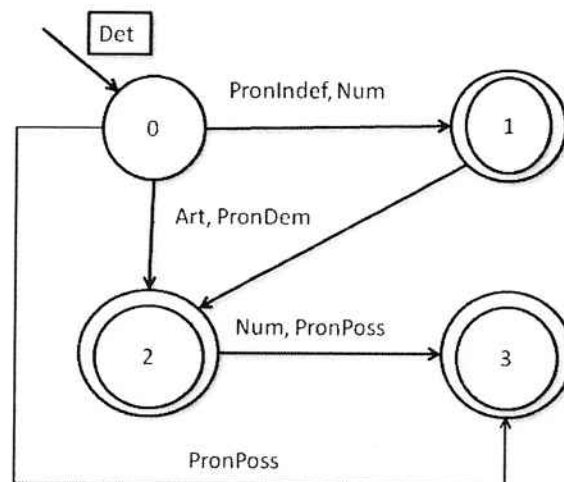 Det
PronIndef, Num
0
1
Art, PronDem
Num, PronPoss
2
3
PronPoss